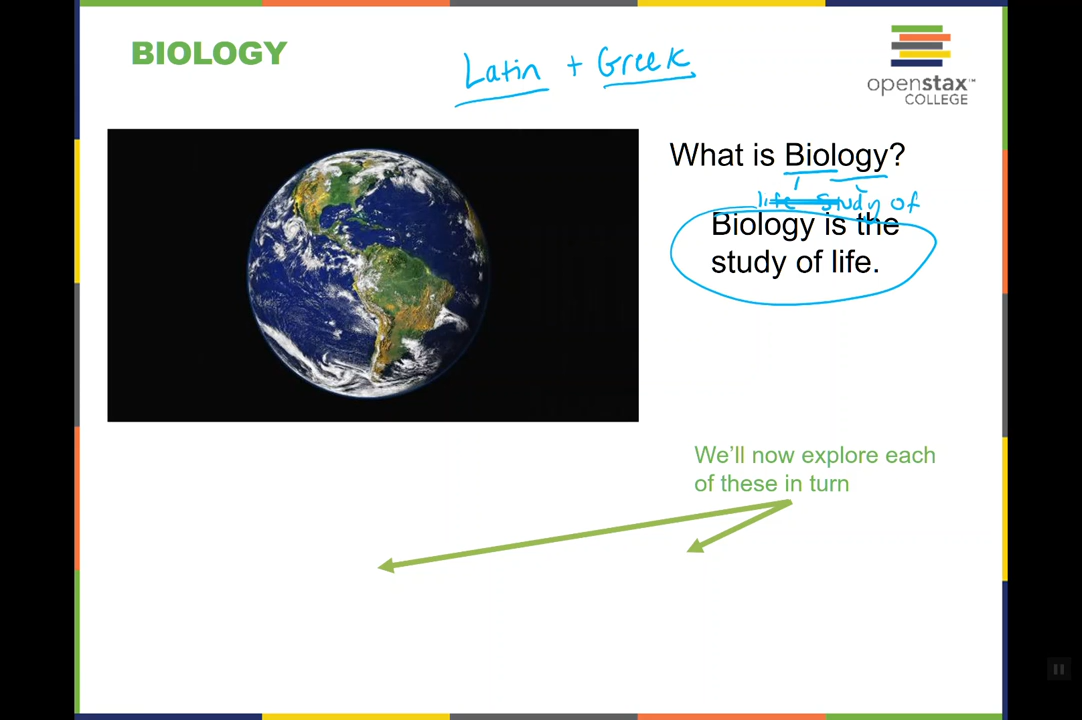 BIOLOGY
Latin + Greek
openstax™
COLLEGE
What is Biology?
life study of
Biology is the
study of life.
We'll now explore each
of these in turn